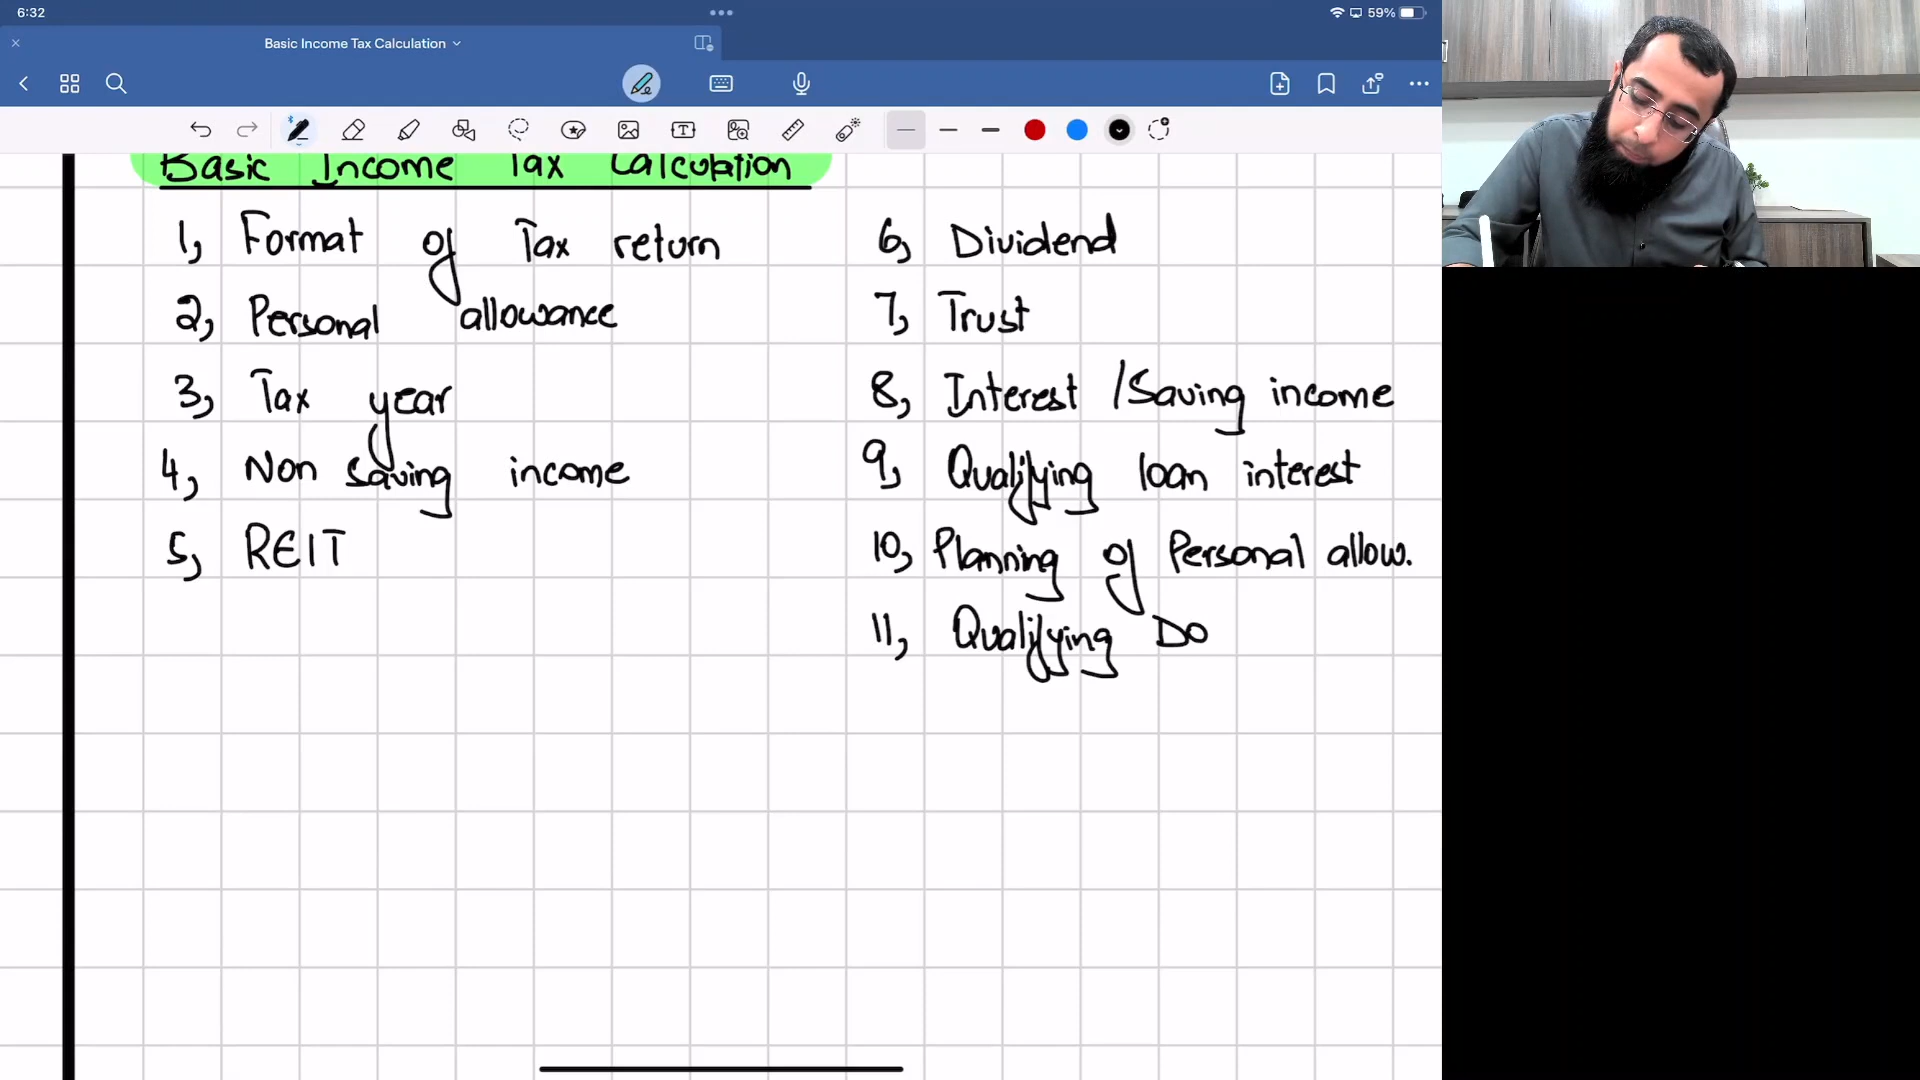 6:32
59%
Basic Income Tax Calculation
Basic Income Tax Calculation
1, Format of Tax return
2, Personal allowance
3, Tax year
4, Non saving income
5, REIT
6, Dividend
7, Trust
8, Interest /Saving income
9, Qualifying loan interest
10, Planning of Personal allow.
11, Qualifying Do